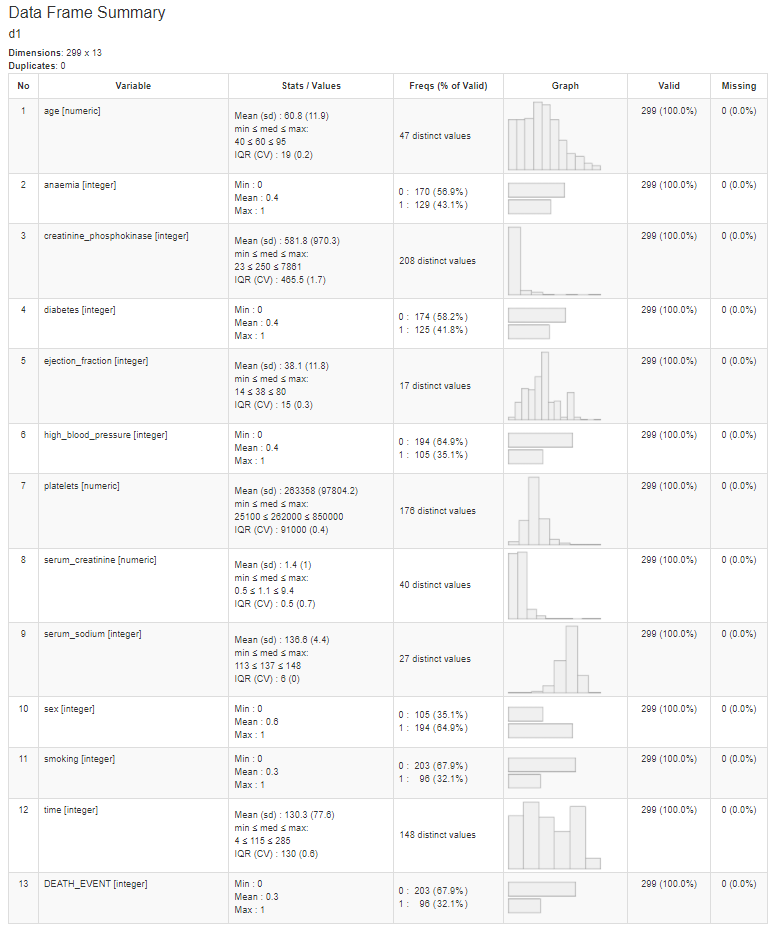 Data Frame Summary
d1
Dimensions: 299 x 13
Duplicates: 0
No Variable Stats / Values Freqs (% of Valid) Graph Valid Missing
1 age [numeric] Mean (sd) : 60.8 (11.9) 47 distinct values 299 (100.0%) 0 (0.0%)
min ≤ med ≤ max:
40 ≤ 60 ≤ 95
IQR (CV) : 19 (0.2)
2 anaemia [integer] Min : 0 0 : 170 (56.9%) 299 (100.0%) 0 (0.0%)
Mean : 0.4 1 : 129 (43.1%)
Max : 1
3 creatinine_phosphokinase [integer] Mean (sd) : 581.8 (970.3) 208 distinct values 299 (100.0%) 0 (0.0%)
min ≤ med ≤ max:
23 ≤ 250 ≤ 7861
IQR (CV) : 465.5 (1.7)
4 diabetes [integer] Min : 0 0 : 174 (58.2%) 299 (100.0%) 0 (0.0%)
Mean : 0.4 1 : 125 (41.8%)
Max : 1
5 ejection_fraction [integer] Mean (sd) : 38.1 (11.8) 17 distinct values 299 (100.0%) 0 (0.0%)
min ≤ med ≤ max:
14 ≤ 38 ≤ 80
IQR (CV) : 15 (0.3)
6 high_blood_pressure [integer] Min : 0 0 : 194 (64.9%) 299 (100.0%) 0 (0.0%)
Mean : 0.4 1 : 105 (35.1%)
Max : 1
7 platelets [numeric] Mean (sd) : 263358 (97804.2) 176 distinct values 299 (100.0%) 0 (0.0%)
min ≤ med ≤ max:
25100 ≤ 262000 ≤ 850000
IQR (CV) : 91000 (0.4)
8 serum_creatinine [numeric] Mean (sd) : 1.4 (1) 40 distinct values 299 (100.0%) 0 (0.0%)
min ≤ med ≤ max:
0.5 ≤ 1.1 ≤ 9.4
IQR (CV) : 0.5 (0.7)
9 serum_sodium [integer] Mean (sd) : 136.6 (4.4) 27 distinct values 299 (100.0%) 0 (0.0%)
min ≤ med ≤ max:
113 ≤ 137 ≤ 148
IQR (CV) : 6 (0)
10 sex [integer] Min : 0 0 : 105 (35.1%) 299 (100.0%) 0 (0.0%)
Mean : 0.6 1 : 194 (64.9%)
Max : 1
11 smoking [integer] Min : 0 0 : 203 (67.9%) 299 (100.0%) 0 (0.0%)
Mean : 0.3 1 : 96 (32.1%)
Max : 1
12 time [integer] Mean (sd) : 130.3 (77.6) 148 distinct values 299 (100.0%) 0 (0.0%)
min ≤ med ≤ max:
4 ≤ 115 ≤ 285
IQR (CV) : 130 (0.6)
13 DEATH_EVENT [integer] Min : 0 0 : 203 (67.9%) 299 (100.0%) 0 (0.0%)
Mean : 0.3 1 : 96 (32.1%)
Max : 1